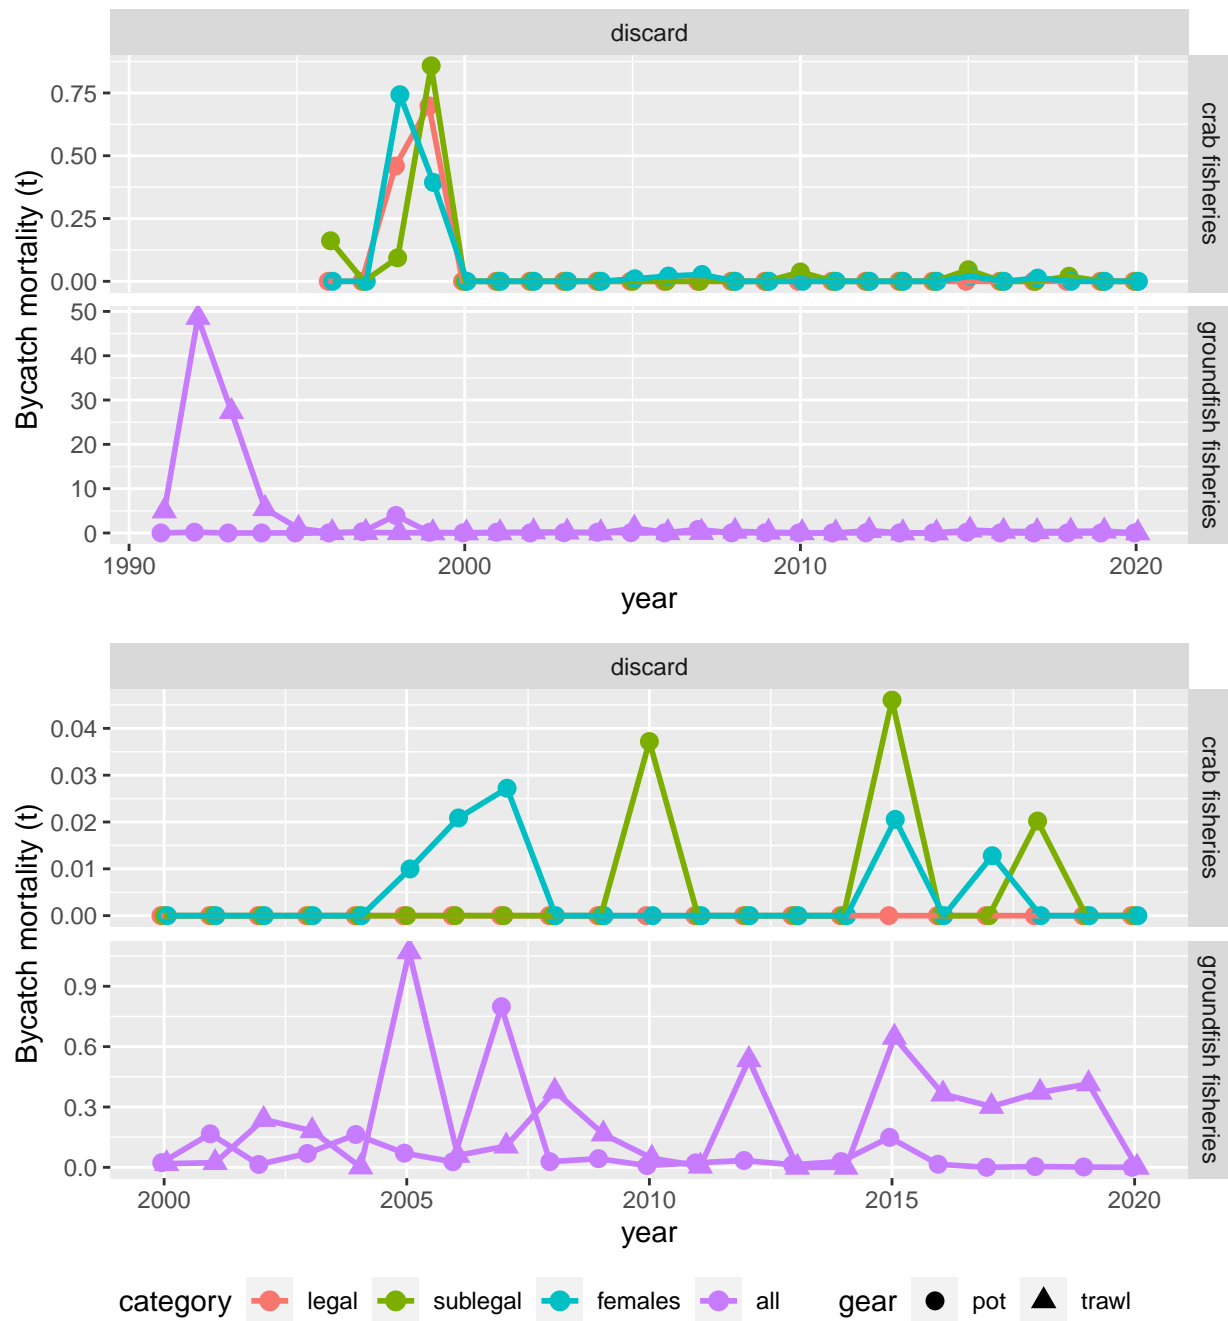 discard
0.75
0.50
0.25
0.00
crab fisheries
50
40
30
20
10
0
groundfish fisheries
Bycatch mortality (t)
1990 2000 2010 2020
year
discard
0.04
0.03
0.02
0.01
0.00
crab fisheries
0.9
0.6
0.3
0.0
groundfish fisheries
Bycatch mortality (t)
2000 2005 2010 2015 2020
year
category legal sublegal females all gear pot trawl